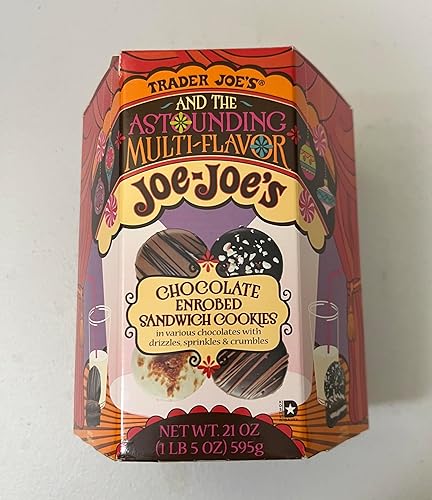 TRADER JOE'S®
AND THE
ASTOUNDING
MULTI-FLAVOR
JOE-JOE'S
CHOCOLATE
ENROBED
SANDWICH COOKIES
in various chocolates with
drizzles, sprinkles & crumbles
NET WT. 21 OZ
(1 LB 5 OZ) 595g